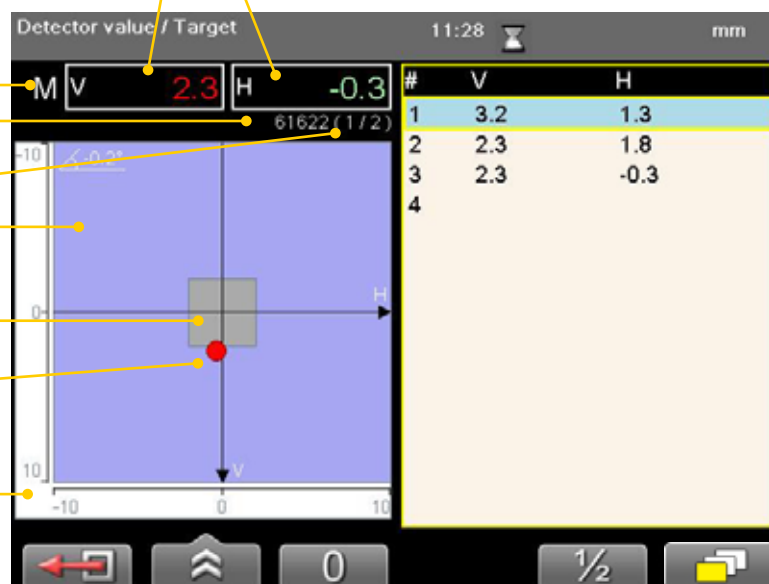 Detector value / Target 11:28 mm
M V 2.3 H -0.3
61622 ( 1 / 2 )
# V H
1 3.2 1.3
2 2.3 1.8
3 2.3 -0.3
4
-10 -0.2°
0 H
10 V
-10 0 10
0 ½